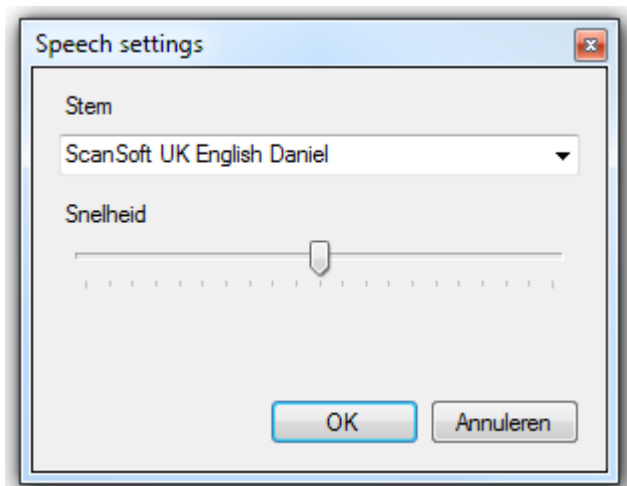 Speech settings
Stem
ScanSoft UK English Daniel
Snelheid
OK Annuleren